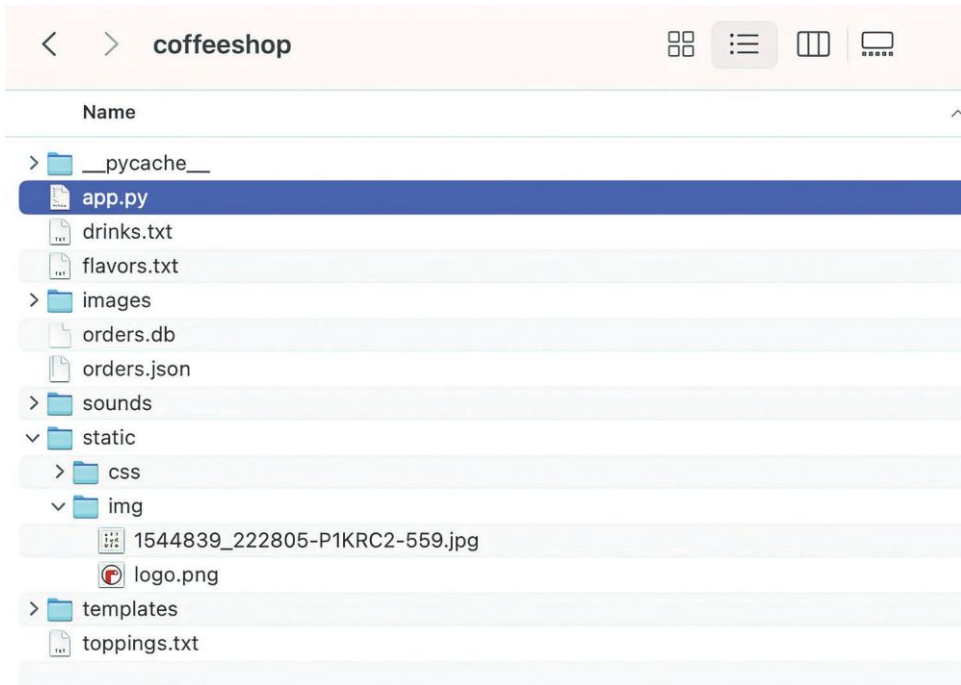 coffeeshop
Name
__pycache__
app.py
drinks.txt
flavors.txt
images
orders.db
orders.json
sounds
static
css
img
1544839_222805-P1KRC2-559.jpg
logo.png
templates
toppings.txt